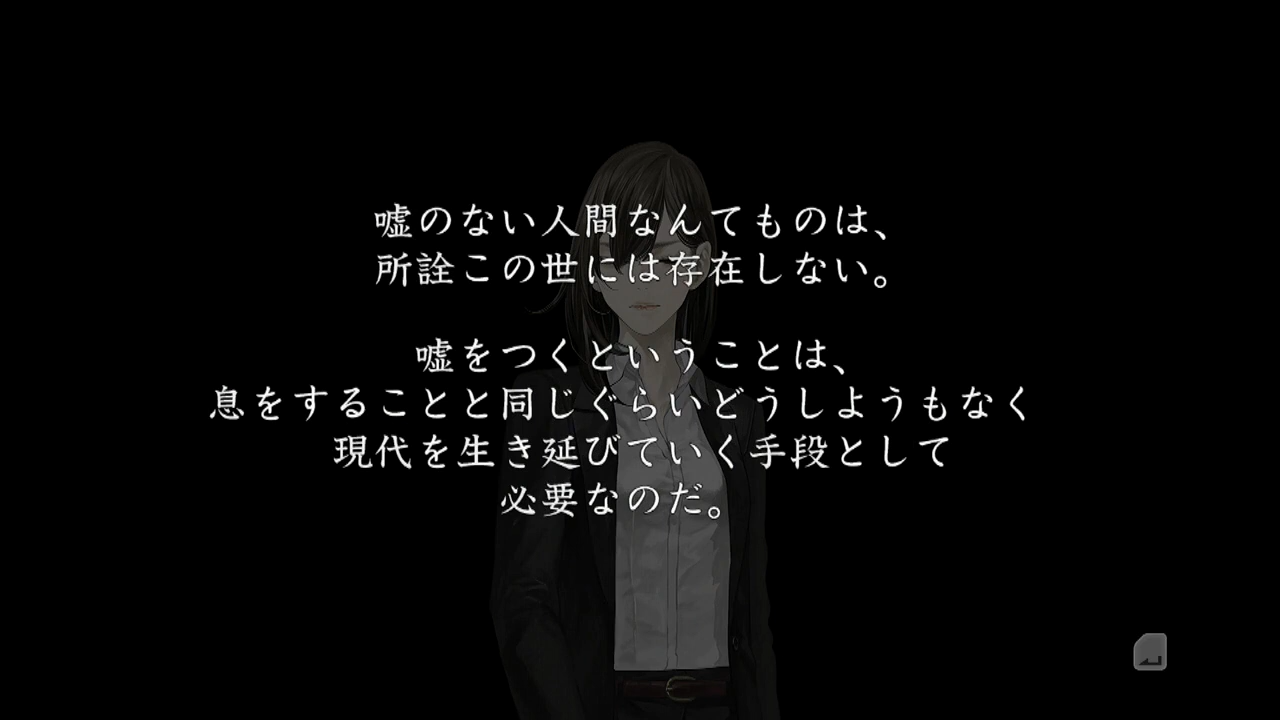 嘘のない人間なんてものは、
所詮この世には存在しない。
嘘をつくということは、
息をすることと同じぐらいどうしようもなく
現代を生き延びていく手段として
必要なのだ。